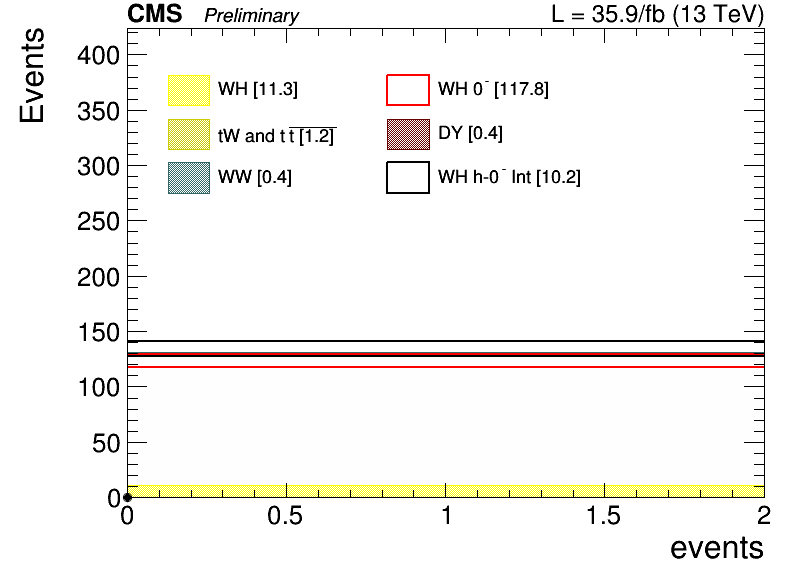 CMS Preliminary L = 35.9/fb (13 TeV)
Events
400
350
300
250
200
150
100
50
0
WH [11.3]
WH 0⁻ [117.8]
tW and t t̅ [1.2]
DY [0.4]
WW [0.4]
WH h-0⁻ Int [10.2]
0 0.5 1 1.5 2
events